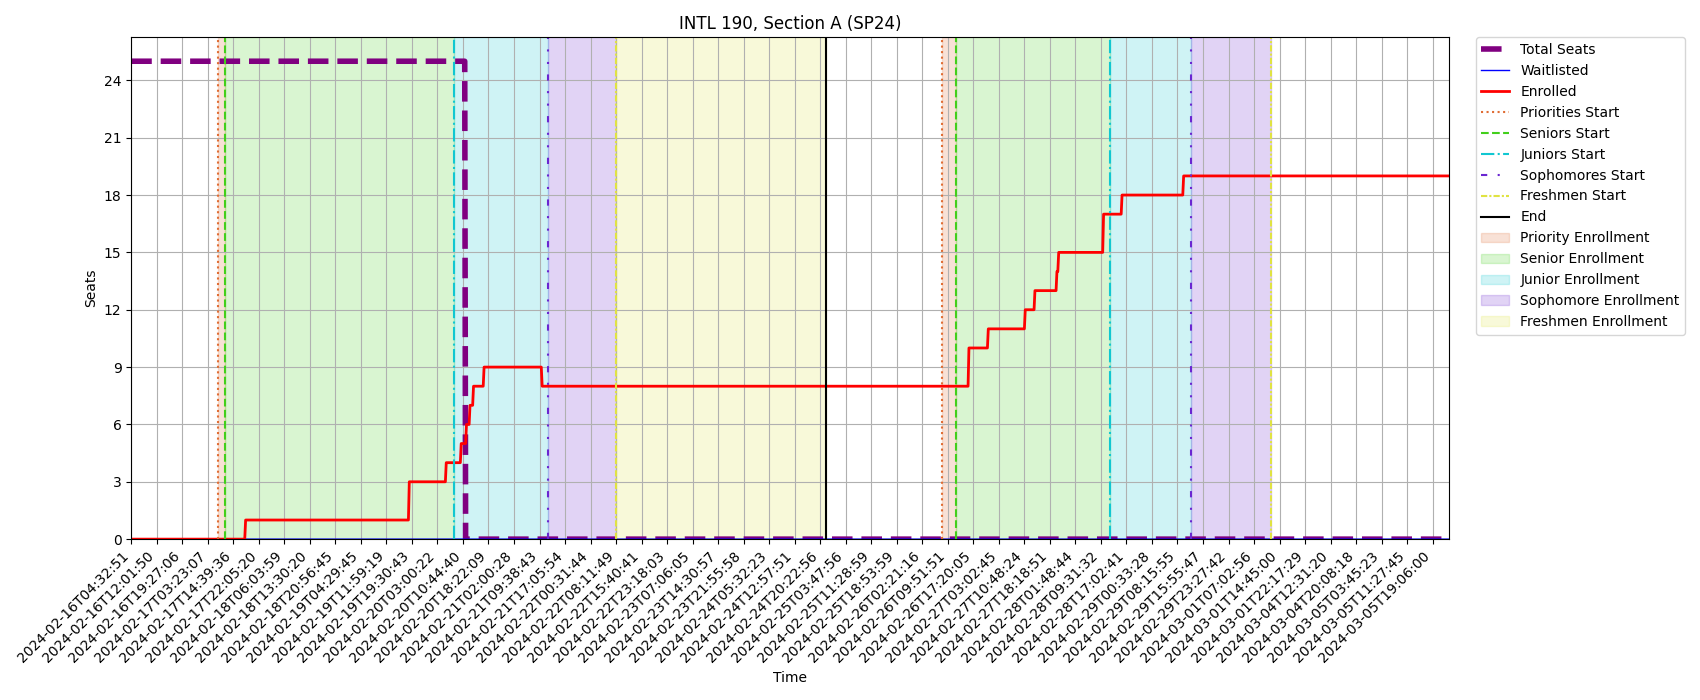 INTL 190, Section A (SP24)
Seats
24
21
18
15
12
9
6
3
0
2024-02-16T04:32:51
2024-02-16T12:01:50
2024-02-16T19:27:06
2024-02-17T03:23:07
2024-02-17T14:39:36
2024-02-17T22:05:20
2024-02-18T06:03:59
2024-02-18T13:30:20
2024-02-18T20:56:45
2024-02-19T04:29:45
2024-02-19T11:59:19
2024-02-19T19:30:43
2024-02-20T03:00:22
2024-02-20T10:44:40
2024-02-20T18:22:09
2024-02-21T02:00:28
2024-02-21T09:38:43
2024-02-21T17:05:54
2024-02-22T00:31:44
2024-02-22T08:11:49
2024-02-22T15:40:41
2024-02-22T23:18:03
2024-02-23T07:06:05
2024-02-23T14:30:57
2024-02-23T21:55:58
2024-02-24T05:32:23
2024-02-24T12:57:51
2024-02-24T20:22:56
2024-02-25T03:47:56
2024-02-25T11:28:59
2024-02-25T18:53:59
2024-02-26T02:21:16
2024-02-26T09:51:51
2024-02-26T17:20:05
2024-02-27T03:02:45
2024-02-27T10:48:24
2024-02-27T18:18:51
2024-02-28T01:48:44
2024-02-28T09:31:32
2024-02-28T17:02:41
2024-02-29T00:33:28
2024-02-29T08:15:55
2024-02-29T15:55:47
2024-02-29T23:27:42
2024-03-01T07:02:56
2024-03-01T14:45:00
2024-03-01T22:17:29
2024-03-04T12:31:20
2024-03-04T20:08:18
2024-03-05T03:45:23
2024-03-05T11:27:45
2024-03-05T19:06:00
Time
Total Seats
Waitlisted
Enrolled
Priorities Start
Seniors Start
Juniors Start
Sophomores Start
Freshmen Start
End
Priority Enrollment
Senior Enrollment
Junior Enrollment
Sophomore Enrollment
Freshmen Enrollment